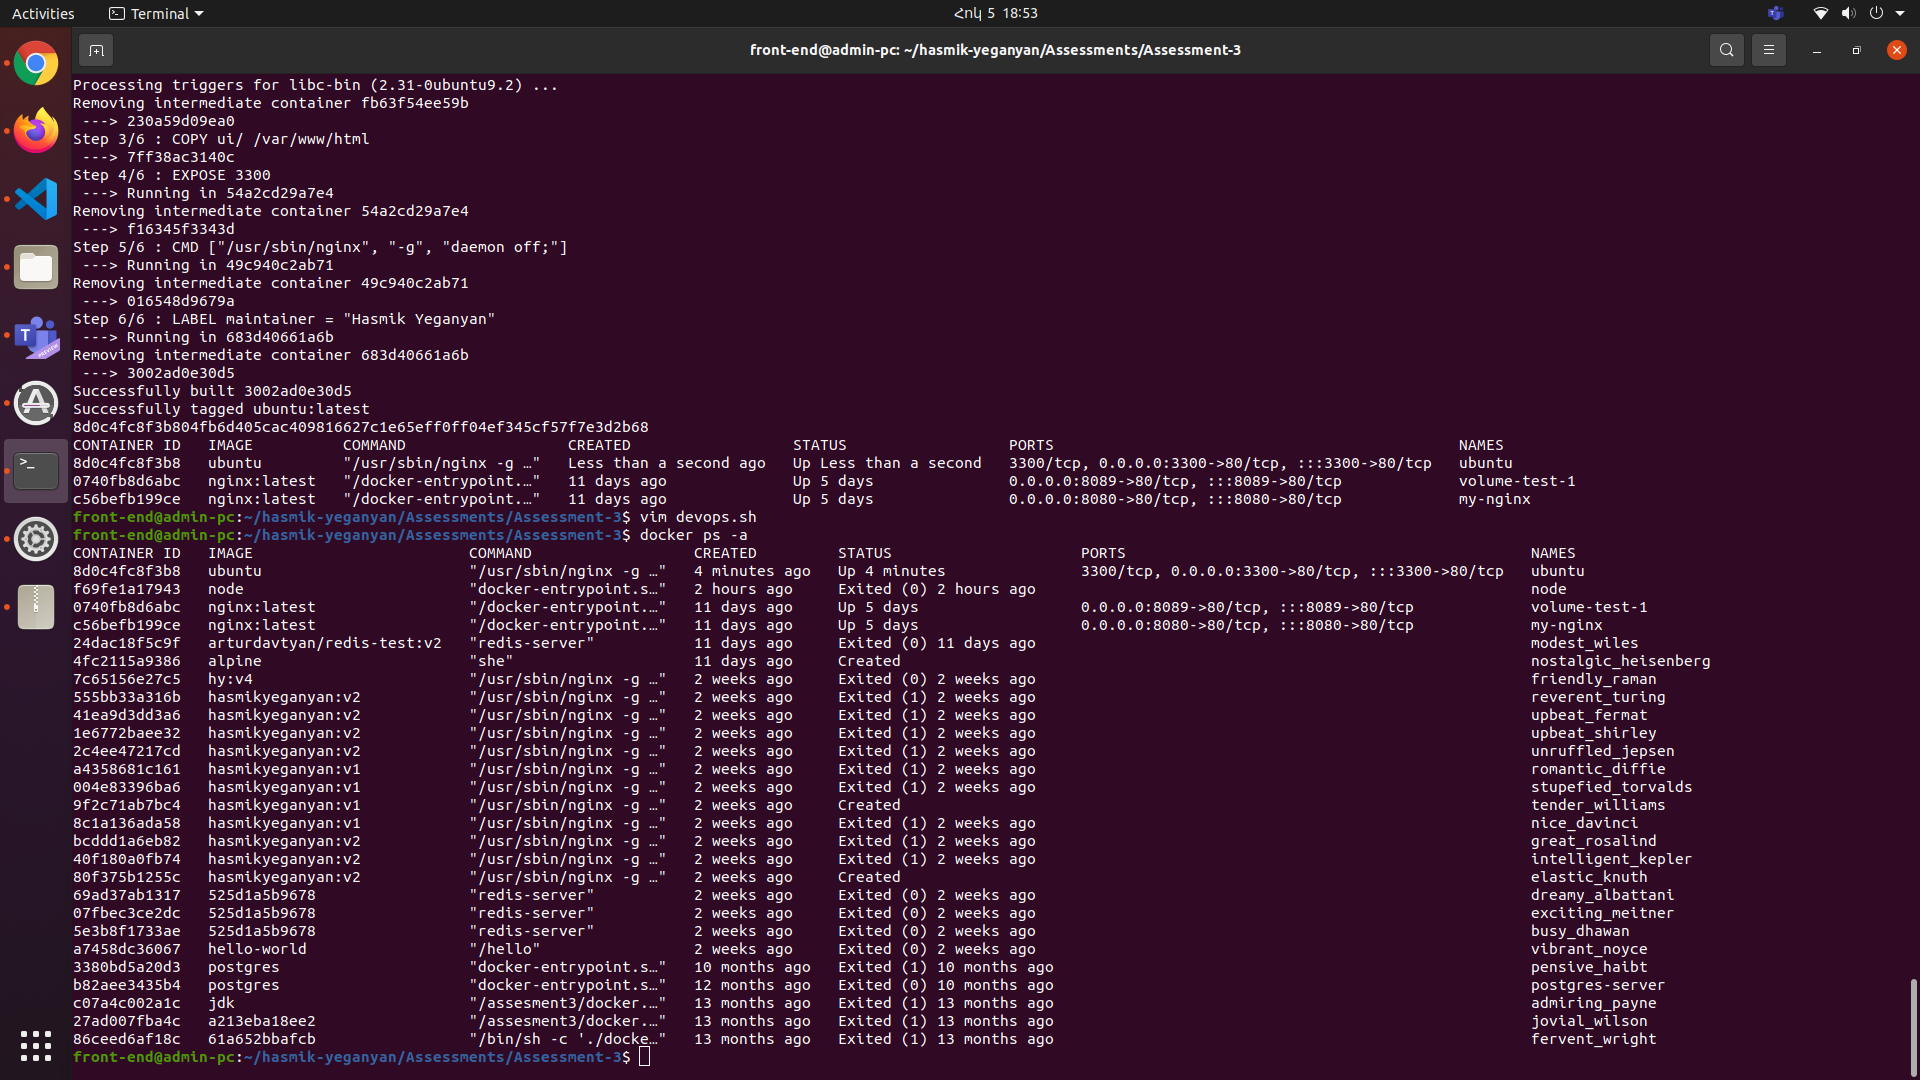 Activities
Terminal
Հոկ 5 18:53
front-end@admin-pc: ~/hasmik-yeganyan/Assessments/Assessment-3
Processing triggers for libc-bin (2.31-0ubuntu9.2) ...
Removing intermediate container fb63f54ee59b
 ---> 230a59d09ea0
Step 3/6 : COPY ui/ /var/www/html
 ---> 7ff38ac3140c
Step 4/6 : EXPOSE 3300
 ---> Running in 54a2cd29a7e4
Removing intermediate container 54a2cd29a7e4
 ---> f16345f3343d
Step 5/6 : CMD ["/usr/sbin/nginx", "-g", "daemon off;"]
 ---> Running in 49c940c2ab71
Removing intermediate container 49c940c2ab71
 ---> 016548d9679a
Step 6/6 : LABEL maintainer = "Hasmik Yeganyan"
 ---> Running in 683d40661a6b
Removing intermediate container 683d40661a6b
 ---> 3002ad0e30d5
Successfully built 3002ad0e30d5
Successfully tagged ubuntu:latest
8d0c4fc8f3b804fb6d405cac409816627c1e65eff0ff04ef345cf57f7e3d2b68
CONTAINER ID   IMAGE          COMMAND                  CREATED                  STATUS                  PORTS                                             NAMES
8d0c4fc8f3b8   ubuntu         "/usr/sbin/nginx -g …"   Less than a second ago   Up Less than a second   3300/tcp, 0.0.0.0:3300->80/tcp, :::3300->80/tcp   ubuntu
0740fb8d6abc   nginx:latest   "/docker-entrypoint.…"   11 days ago              Up 5 days               0.0.0.0:8089->80/tcp, :::8089->80/tcp             volume-test-1
c56befb199ce   nginx:latest   "/docker-entrypoint.…"   11 days ago              Up 5 days               0.0.0.0:8080->80/tcp, :::8080->80/tcp             my-nginx
front-end@admin-pc:~/hasmik-yeganyan/Assessments/Assessment-3$ vim devops.sh
front-end@admin-pc:~/hasmik-yeganyan/Assessments/Assessment-3$ docker ps -a
CONTAINER ID   IMAGE                       COMMAND                  CREATED         STATUS                     PORTS                                             NAMES
8d0c4fc8f3b8   ubuntu                      "/usr/sbin/nginx -g …"   4 minutes ago   Up 4 minutes               3300/tcp, 0.0.0.0:3300->80/tcp, :::3300->80/tcp   ubuntu
f69fe1a17943   node                        "docker-entrypoint.s…"   2 hours ago     Exited (0) 2 hours ago                                                       node
0740fb8d6abc   nginx:latest                "/docker-entrypoint.…"   11 days ago     Up 5 days                  0.0.0.0:8089->80/tcp, :::8089->80/tcp             volume-test-1
c56befb199ce   nginx:latest                "/docker-entrypoint.…"   11 days ago     Up 5 days                  0.0.0.0:8080->80/tcp, :::8080->80/tcp             my-nginx
24dac18f5c9f   arturdavtyan/redis-test:v2   "redis-server"           11 days ago     Exited (0) 11 days ago                                                       modest_wiles
4fc2115a9386   alpine                      "she"                    11 days ago     Created                                                                      nostalgic_heisenberg
7c65156e27c5   hy:v4                       "/usr/sbin/nginx -g …"   2 weeks ago     Exited (0) 2 weeks ago                                                       friendly_raman
555bb33a316b   hasmikyeganyan:v2           "/usr/sbin/nginx -g …"   2 weeks ago     Exited (1) 2 weeks ago                                                       reverent_turing
41ea9d3dd3a6   hasmikyeganyan:v2           "/usr/sbin/nginx -g …"   2 weeks ago     Exited (1) 2 weeks ago                                                       upbeat_fermat
1e6772baee32   hasmikyeganyan:v2           "/usr/sbin/nginx -g …"   2 weeks ago     Exited (1) 2 weeks ago                                                       upbeat_shirley
2c4ee47217cd   hasmikyeganyan:v2           "/usr/sbin/nginx -g …"   2 weeks ago     Exited (1) 2 weeks ago                                                       unruffled_jepsen
a4358681c161   hasmikyeganyan:v1           "/usr/sbin/nginx -g …"   2 weeks ago     Exited (1) 2 weeks ago                                                       romantic_diffie
004e83396ba6   hasmikyeganyan:v1           "/usr/sbin/nginx -g …"   2 weeks ago     Exited (1) 2 weeks ago                                                       stupefied_torvalds
9f2c71ab7bc4   hasmikyeganyan:v1           "/usr/sbin/nginx -g …"   2 weeks ago     Created                                                                      tender_williams
8c1a136ada58   hasmikyeganyan:v1           "/usr/sbin/nginx -g …"   2 weeks ago     Exited (1) 2 weeks ago                                                       nice_davinci
bcddd1a6eb82   hasmikyeganyan:v2           "/usr/sbin/nginx -g …"   2 weeks ago     Exited (1) 2 weeks ago                                                       great_rosalind
40f180a0fb74   hasmikyeganyan:v2           "/usr/sbin/nginx -g …"   2 weeks ago     Exited (1) 2 weeks ago                                                       intelligent_kepler
80f375b1255c   hasmikyeganyan:v2           "/usr/sbin/nginx -g …"   2 weeks ago     Created                                                                      elastic_knuth
69ad37ab1317   525d1a5b9678                "redis-server"           2 weeks ago     Exited (0) 2 weeks ago                                                       dreamy_albattani
07fbec3ce2dc   525d1a5b9678                "redis-server"           2 weeks ago     Exited (0) 2 weeks ago                                                       exciting_meitner
5e3b8f1733ae   525d1a5b9678                "redis-server"           2 weeks ago     Exited (0) 2 weeks ago                                                       busy_dhawan
a7458dc36067   hello-world                 "/hello"                 2 weeks ago     Exited (0) 2 weeks ago                                                       vibrant_noyce
3380bd5a20d3   postgres                    "docker-entrypoint.s…"   10 months ago   Exited (1) 10 months ago                                                     pensive_haibt
b82aee3435b4   postgres                    "docker-entrypoint.s…"   12 months ago   Exited (0) 10 months ago                                                     postgres-server
c07a4c002a1c   jdk                         "/assesment3/docker.…"   13 months ago   Exited (1) 13 months ago                                                     admiring_payne
27ad007fba4c   a213eba18ee2                "/assesment3/docker.…"   13 months ago   Exited (1) 13 months ago                                                     jovial_wilson
86ceed6af18c   61a652bbafcb                "/bin/sh -c './docke…"   13 months ago   Exited (1) 13 months ago                                                     fervent_wright
front-end@admin-pc:~/hasmik-yeganyan/Assessments/Assessment-3$